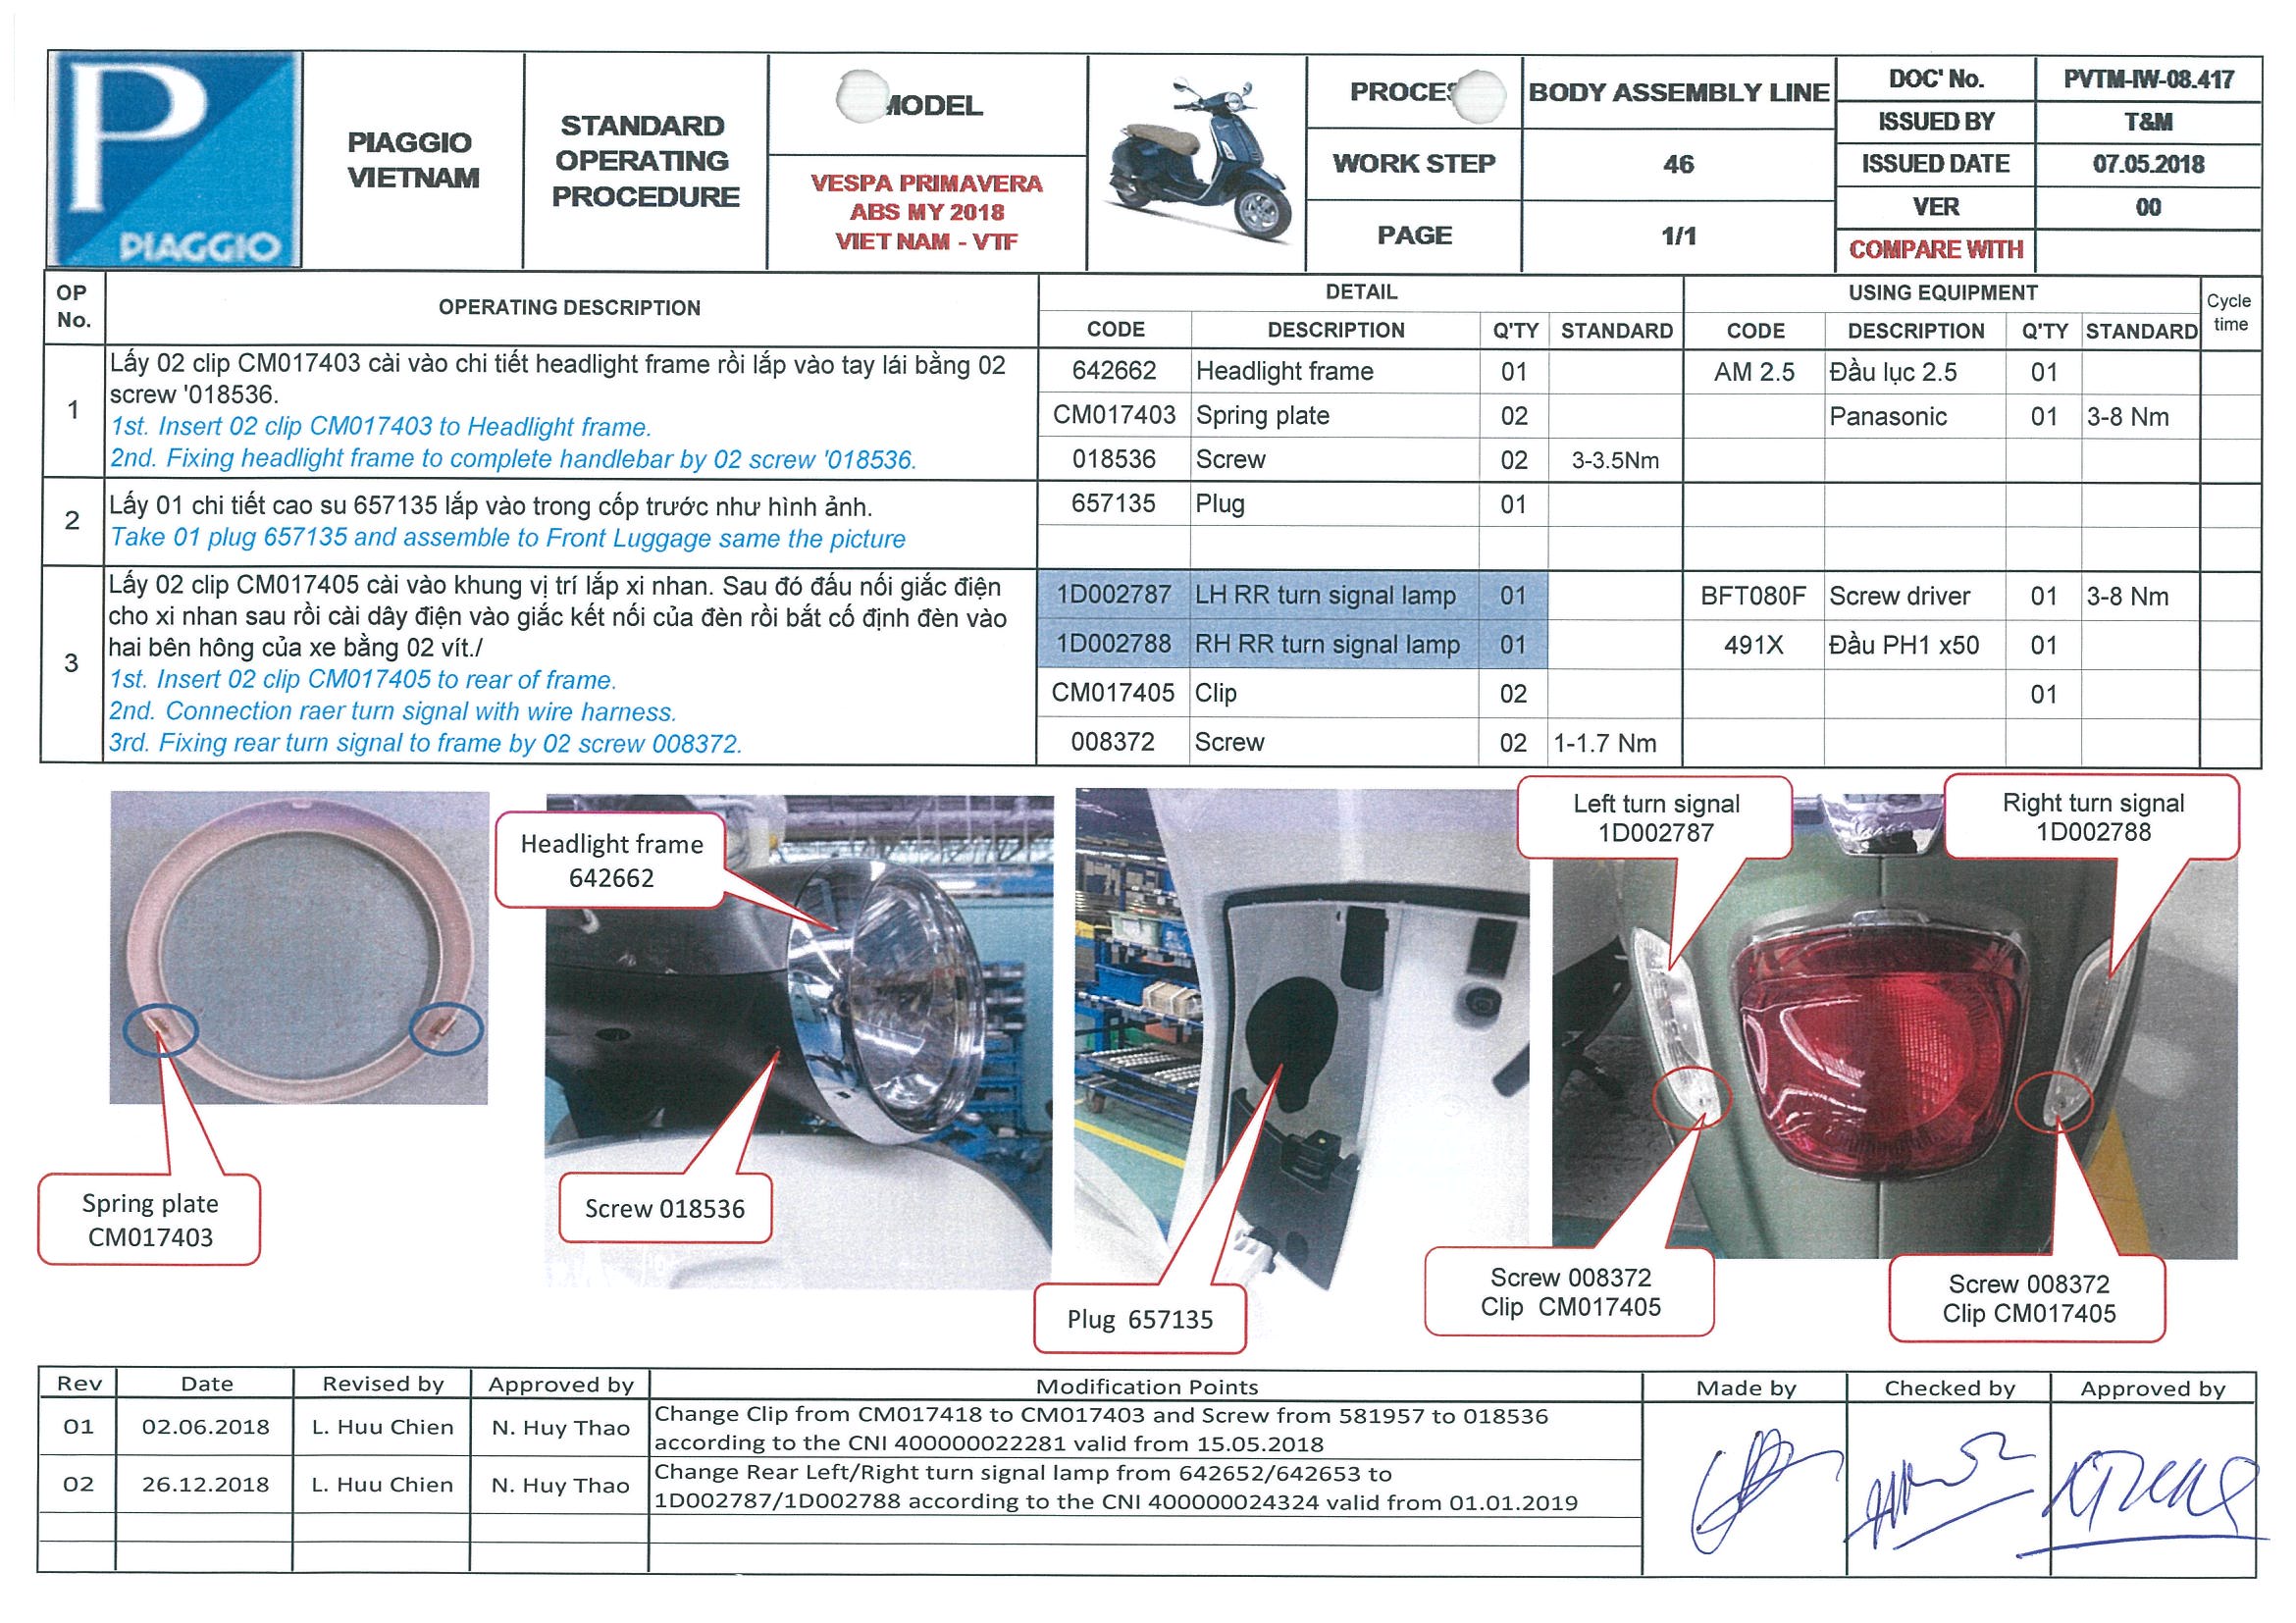 P
PIAGGIO
PIAGGIO
VIETNAM
STANDARD
OPERATING
PROCEDURE
MODEL
VESPA PRIMAVERA
ABS MY 2018
VIET NAM - VTF
PROCES
BODY ASSEMBLY LINE
WORK STEP
46
PAGE
1/1
DOC' No.
PVTM-IW-08.417
ISSUED BY
T&M
ISSUED DATE
07.05.2018
VER
00
COMPARE WITH
OP
No.
OPERATING DESCRIPTION
DETAIL
USING EQUIPMENT
Cycle
time
CODE DESCRIPTION Q'TY STANDARD CODE DESCRIPTION Q'TY STANDARD
1
Lấy 02 clip CM017403 cài vào chi tiết headlight frame rồi lắp vào tay lái bằng 02
screw '018536.
1st. Insert 02 clip CM017403 to Headlight frame.
2nd. Fixing headlight frame to complete handlebar by 02 screw '018536.
642662 Headlight frame 01 AM 2.5 Đầu lục 2.5 01
CM017403 Spring plate 02 Panasonic 01 3-8 Nm
018536 Screw 02 3-3.5Nm
2
Lấy 01 chi tiết cao su 657135 lắp vào trong cốp trước như hình ảnh.
Take 01 plug 657135 and assemble to Front Luggage same the picture
657135 Plug 01
3
Lấy 02 clip CM017405 cài vào khung vị trí lắp xi nhan. Sau đó đấu nối giắc điện
cho xi nhan sau rồi cài dây điện vào giắc kết nối của đèn rồi bắt cố định đèn vào
hai bên hông của xe bằng 02 vít./
1st. Insert 02 clip CM017405 to rear of frame.
2nd. Connection raer turn signal with wire harness.
3rd. Fixing rear turn signal to frame by 02 screw 008372.
1D002787 LH RR turn signal lamp 01 BFT080F Screw driver 01 3-8 Nm
1D002788 RH RR turn signal lamp 01 491X Đầu PH1 x50 01
CM017405 Clip 02 01
008372 Screw 02 1-1.7 Nm
Headlight frame
642662
Left turn signal
1D002787
Right turn signal
1D002788
Spring plate
CM017403
Screw 018536
Plug 657135
Screw 008372
Clip CM017405
Screw 008372
Clip CM017405
Rev Date Revised by Approved by Modification Points Made by Checked by Approved by
01 02.06.2018 L. Huu Chien N. Huy Thao
Change Clip from CM017418 to CM017403 and Screw from 581957 to 018536
according to the CNI 400000022281 valid from 15.05.2018
02 26.12.2018 L. Huu Chien N. Huy Thao
Change Rear Left/Right turn signal lamp from 642652/642653 to
1D002787/1D002788 according to the CNI 400000024324 valid from 01.01.2019